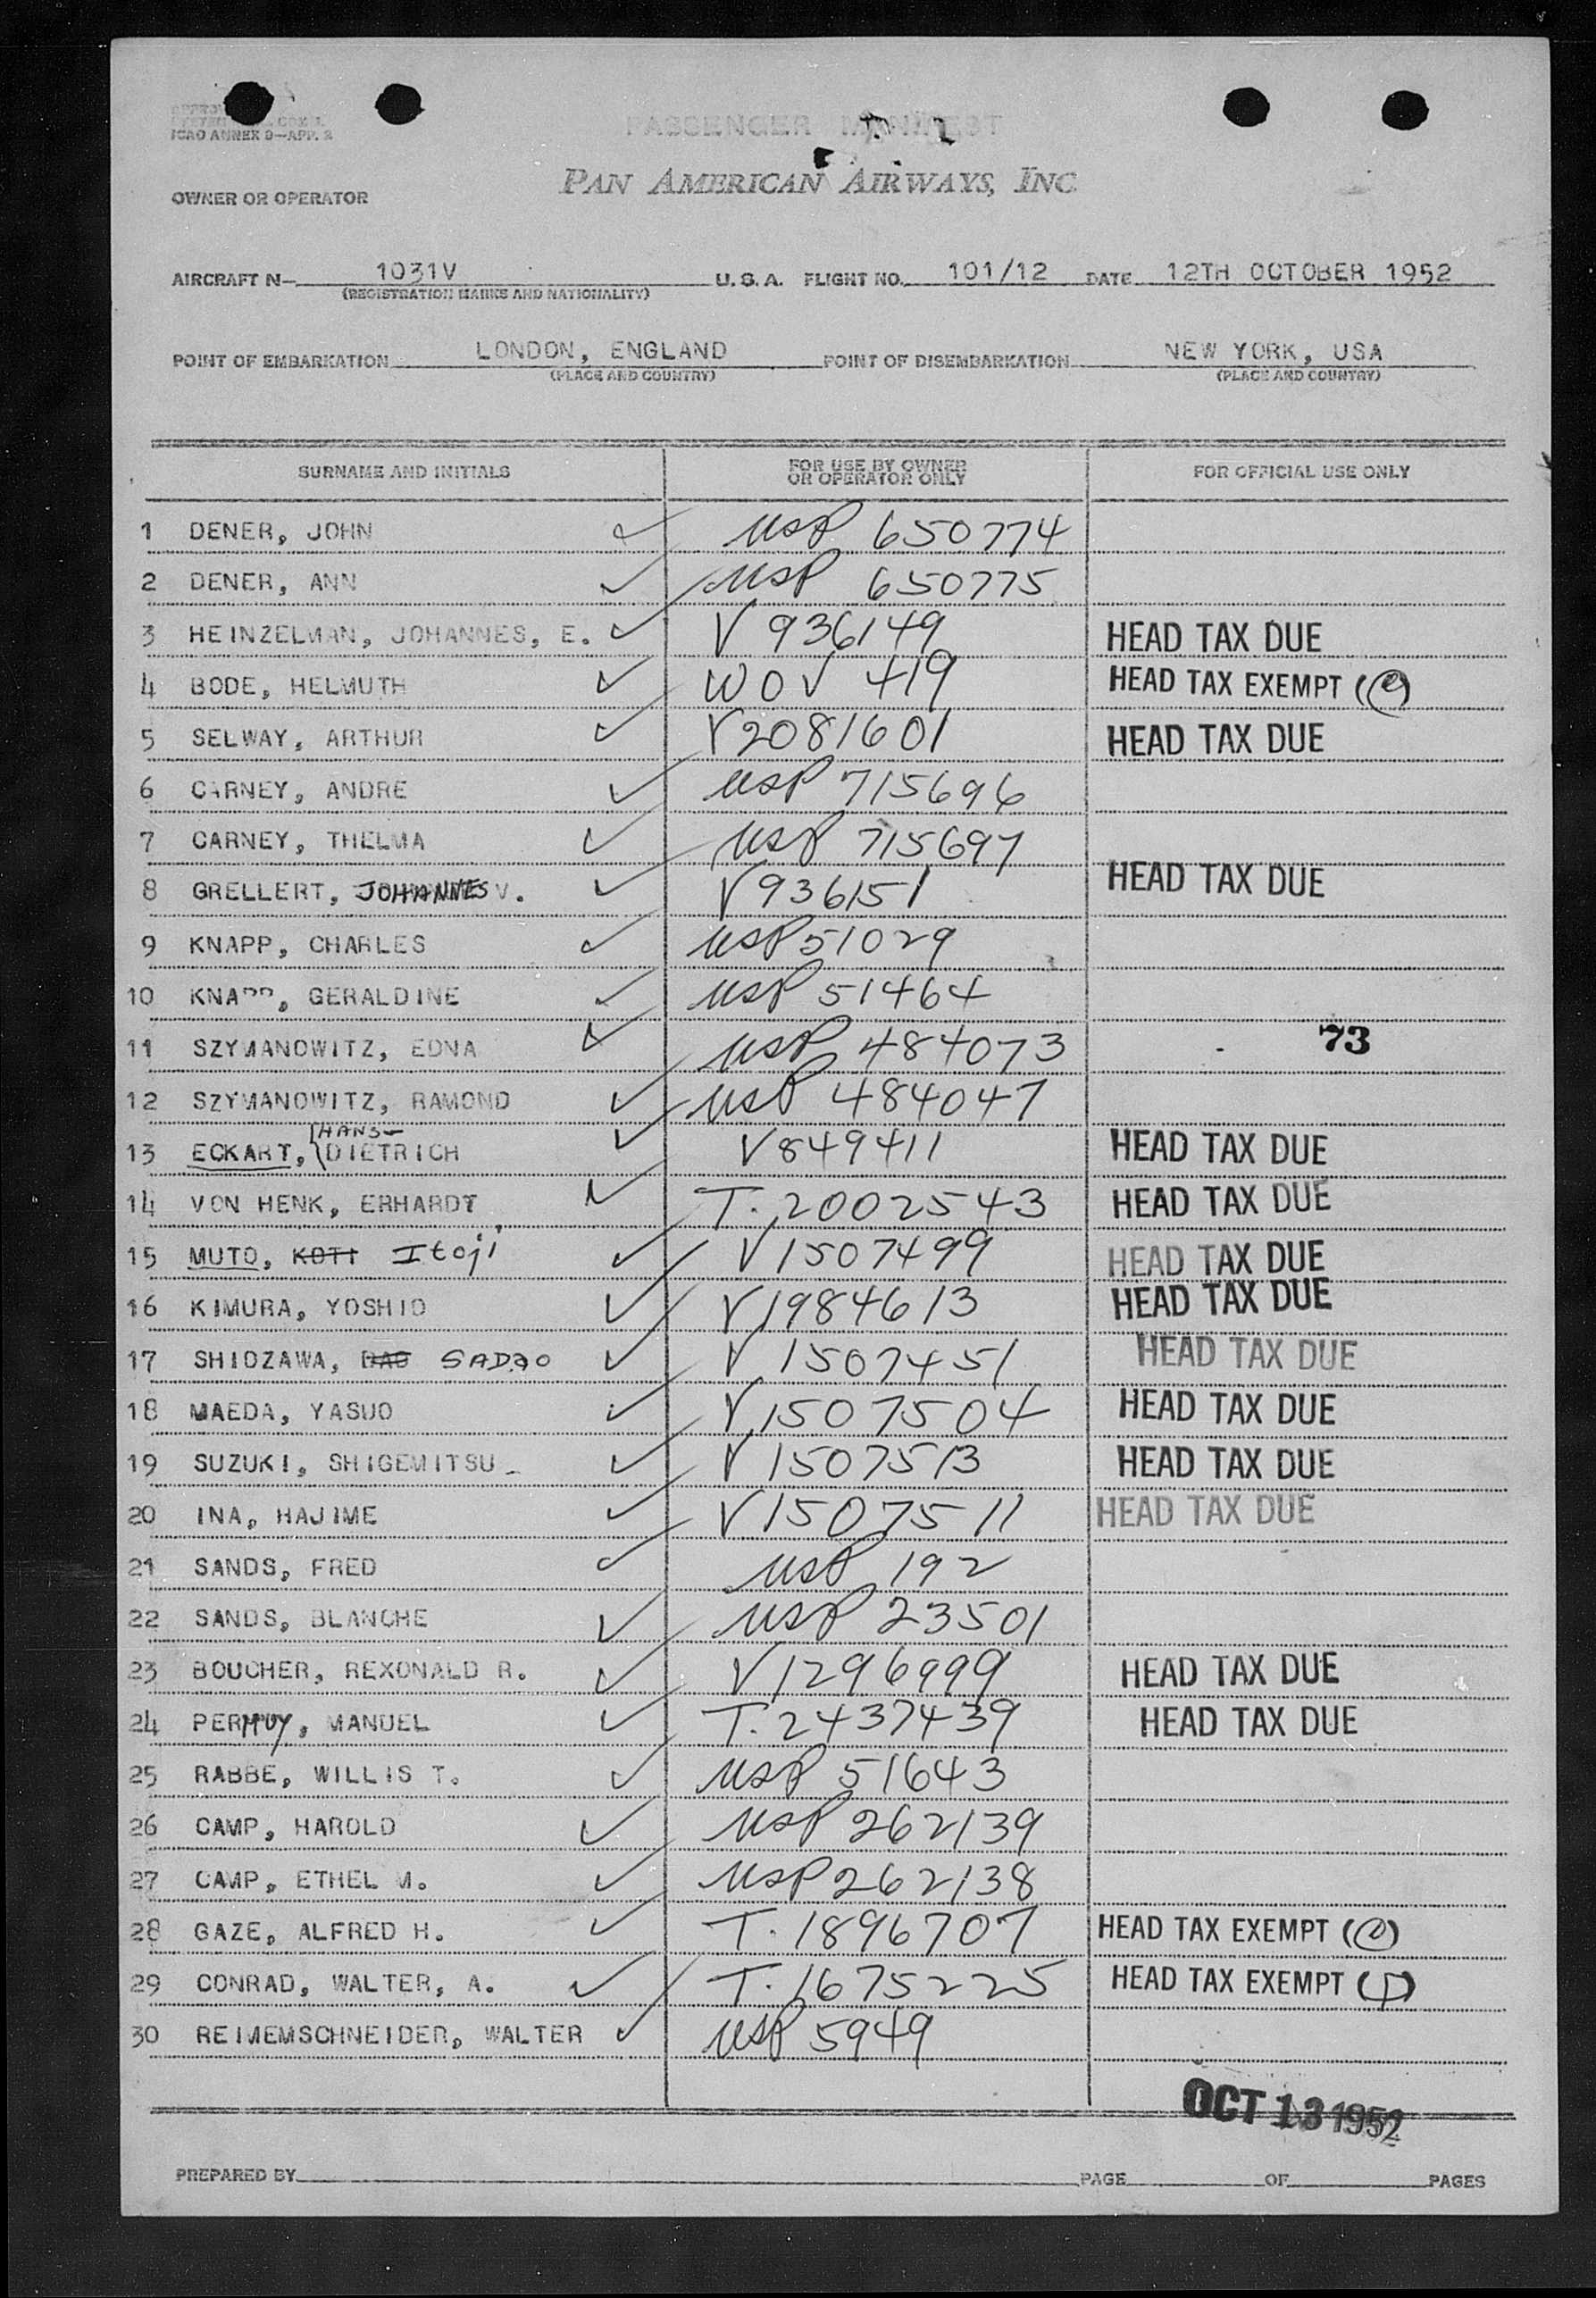 ICAO ANNEX 9—APP. 2
PASSENGER MANIFEST
PAN AMERICAN AIRWAYS, INC.
OWNER OR OPERATOR
AIRCRAFT N— 1031V U. S. A. FLIGHT NO. 101/12 DATE 12TH OCTOBER 1952
(REGISTRATION MARKS AND NATIONALITY)
POINT OF EMBARKATION LONDON, ENGLAND POINT OF DISEMBARKATION NEW YORK, USA
(PLACE AND COUNTRY) (PLACE AND COUNTRY)
SURNAME AND INITIALS FOR USE BY OWNER OR OPERATOR ONLY FOR OFFICIAL USE ONLY
1 DENER, JOHN USP 650774
2 DENER, ANN USP 650775
3 HEINZELMAN, JOHANNES, E. V 936149 HEAD TAX DUE
4 BODE, HELMUTH WOV 419 HEAD TAX EXEMPT (e)
5 SELWAY, ARTHUR V2081601 HEAD TAX DUE
6 CARNEY, ANDRE USP 715696
7 CARNEY, THELMA USP 715697
8 GRELLERT, JOHANNES V. V936151 HEAD TAX DUE
9 KNAPP, CHARLES USP 51029
10 KNAPP, GERALDINE USP 51464
11 SZYMANOWITZ, EDNA USP 484073 73
12 SZYMANOWITZ, RAMOND USP 484047
13 ECKART, HANS- DIETRICH V849411 HEAD TAX DUE
14 VON HENK, ERHARDT T. 2002543 HEAD TAX DUE
15 MUTO, KOTI Itoji V1507499 HEAD TAX DUE
16 KIMURA, YOSHIO V1984613 HEAD TAX DUE
17 SHIOZAWA, DAO SADAO V 1507451 HEAD TAX DUE
18 MAEDA, YASUO V1507504 HEAD TAX DUE
19 SUZUKI, SHIGEMITSU V1507513 HEAD TAX DUE
20 INA, HAJIME V1507511 HEAD TAX DUE
21 SANDS, FRED USP 192
22 SANDS, BLANCHE USP 23501
23 BOUCHER, REXONALD R. V1296999 HEAD TAX DUE
24 PERMUY, MANUEL T. 2437439 HEAD TAX DUE
25 RABBE, WILLIS T. USP 51643
26 CAMP, HAROLD USP 262139
27 CAMP, ETHEL M. USP 262138
28 GAZE, ALFRED H. T. 1896707 HEAD TAX EXEMPT (e)
29 CONRAD, WALTER, A. T. 1675225 HEAD TAX EXEMPT
30 REIMEMSCHNEIDER, WALTER USP 5949
OCT 13 1952
PREPARED BY PAGE OF PAGES